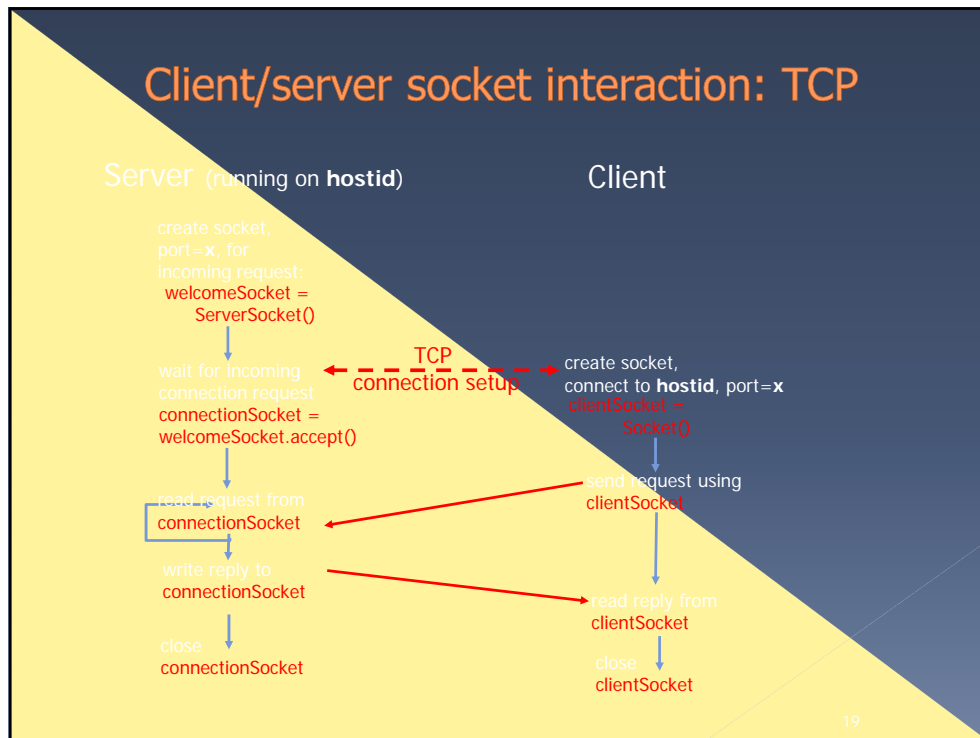 Client/server socket interaction: TCP
Server (running on hostid)
Client
create socket,
port=x, for
incoming request:
welcomeSocket =
ServerSocket()
wait for incoming
connection request
connectionSocket =
welcomeSocket.accept()
TCP
connection setup
create socket,
connect to hostid, port=x
clientSocket =
Socket()
send request using
clientSocket
read request from
connectionSocket
write reply to
connectionSocket
read reply from
clientSocket
close
connectionSocket
close
clientSocket
19